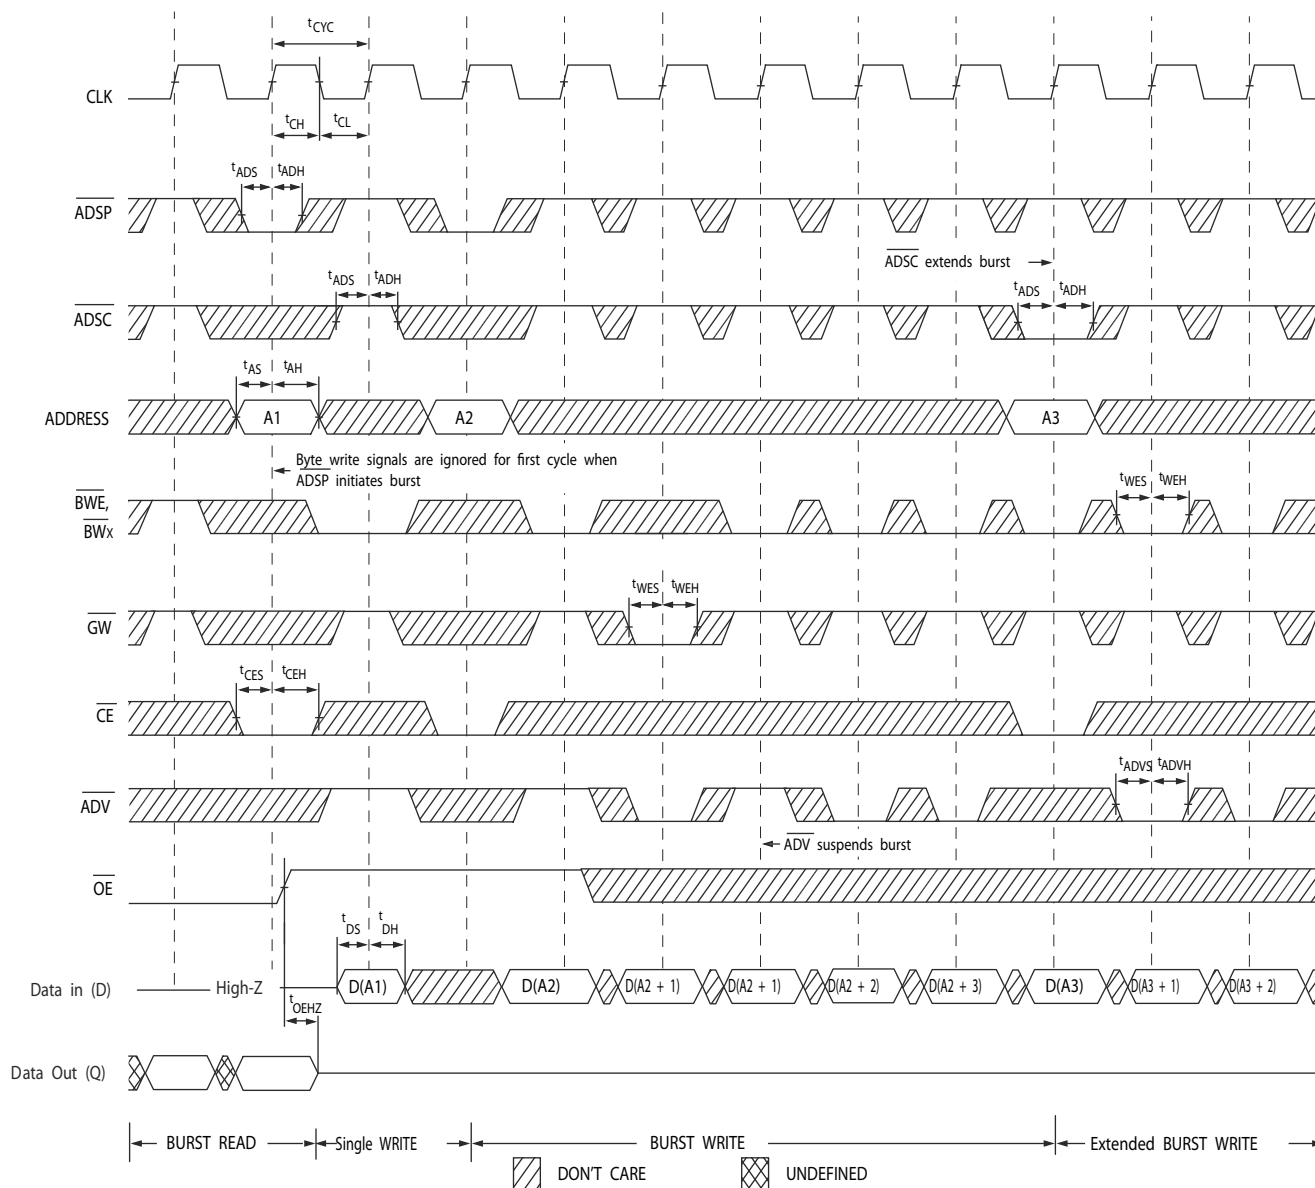 tCYC
CLK
tCH tCL
tADS tADH
ADSP
ADSC extends burst
tADS tADH tADS tADH
ADSC
tAS tAH
ADDRESS A1 A2 A3
Byte write signals are ignored for first cycle when
ADSP initiates burst
BWE,
BWx
tWES tWEH
tWES tWEH
GW
tCES tCEH
CE
tADVS tADVH
ADV
ADV suspends burst
OE
tDS tDH
Data in (D) High-Z D(A1) D(A2) D(A2 + 1) D(A2 + 1) D(A2 + 2) D(A2 + 3) D(A3) D(A3 + 1) D(A3 + 2)
tOEHZ
Data Out (Q)
BURST READ Single WRITE BURST WRITE Extended BURST WRITE
DON'T CARE UNDEFINED